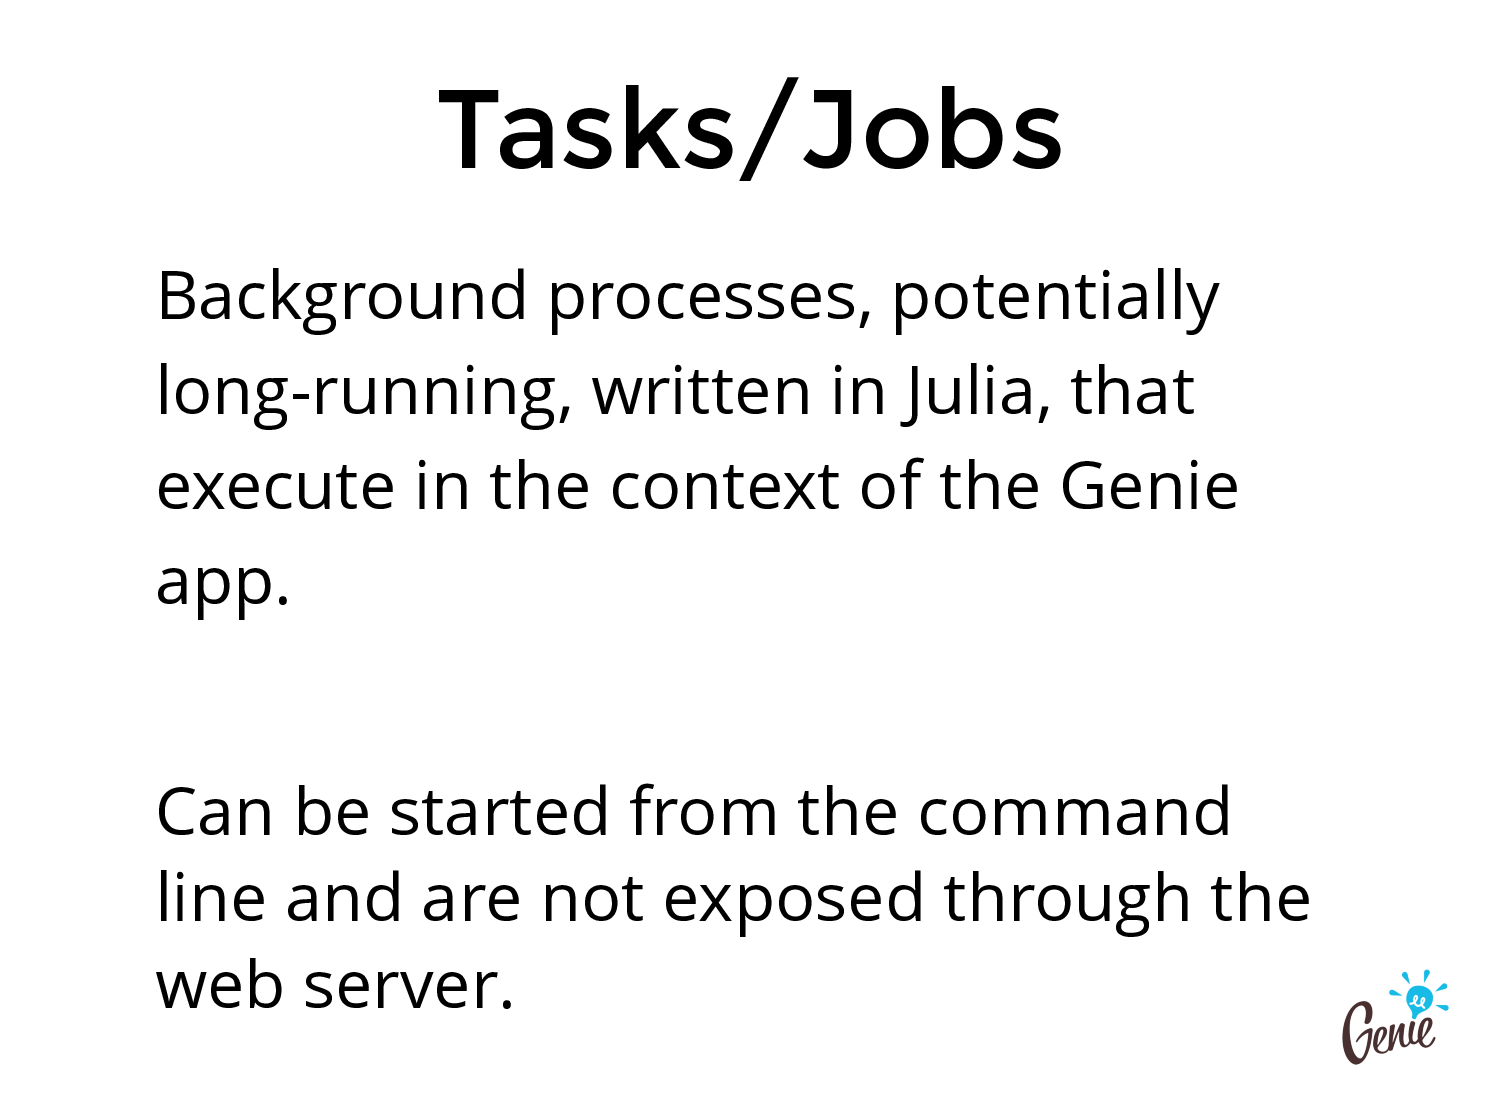 Tasks/Jobs
Background processes, potentially
long-running, written in Julia, that
execute in the context of the Genie
app.
Can be started from the command
line and are not exposed through the
web server.
Genie